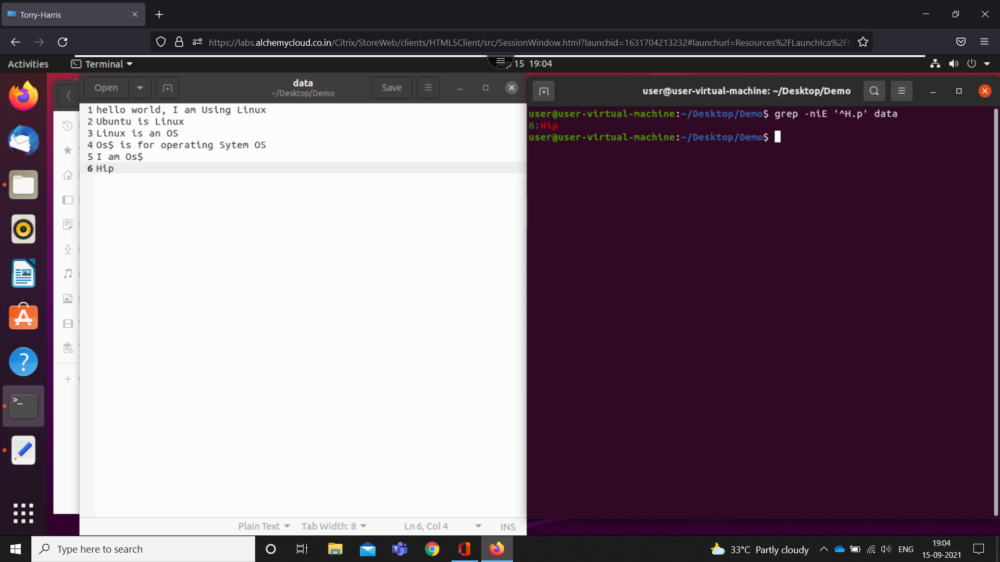 Torry-Harris
https://labs.alchemycloud.co.in/Citrix/StoreWeb/clients/HTML5Client/src/SessionWindow.html?launchid=1631704213232#launchurl=Resources%2FLaunchIca%2FC
Activities
Terminal
15 19:04
Open
data
~/Desktop/Demo
Save
1 hello world, I am Using Linux
2 Ubuntu is Linux
3 Linux is an OS
4 Os$ is for operating Sytem OS
5 I am Os$
6 Hip
Plain Text
Tab Width: 8
Ln 6, Col 4
INS
user@user-virtual-machine: ~/Desktop/Demo
user@user-virtual-machine:~/Desktop/Demo$ grep -niE '^H.p' data
6:Hip
user@user-virtual-machine:~/Desktop/Demo$
Type here to search
33°C Partly cloudy
ENG
19:04
15-09-2021